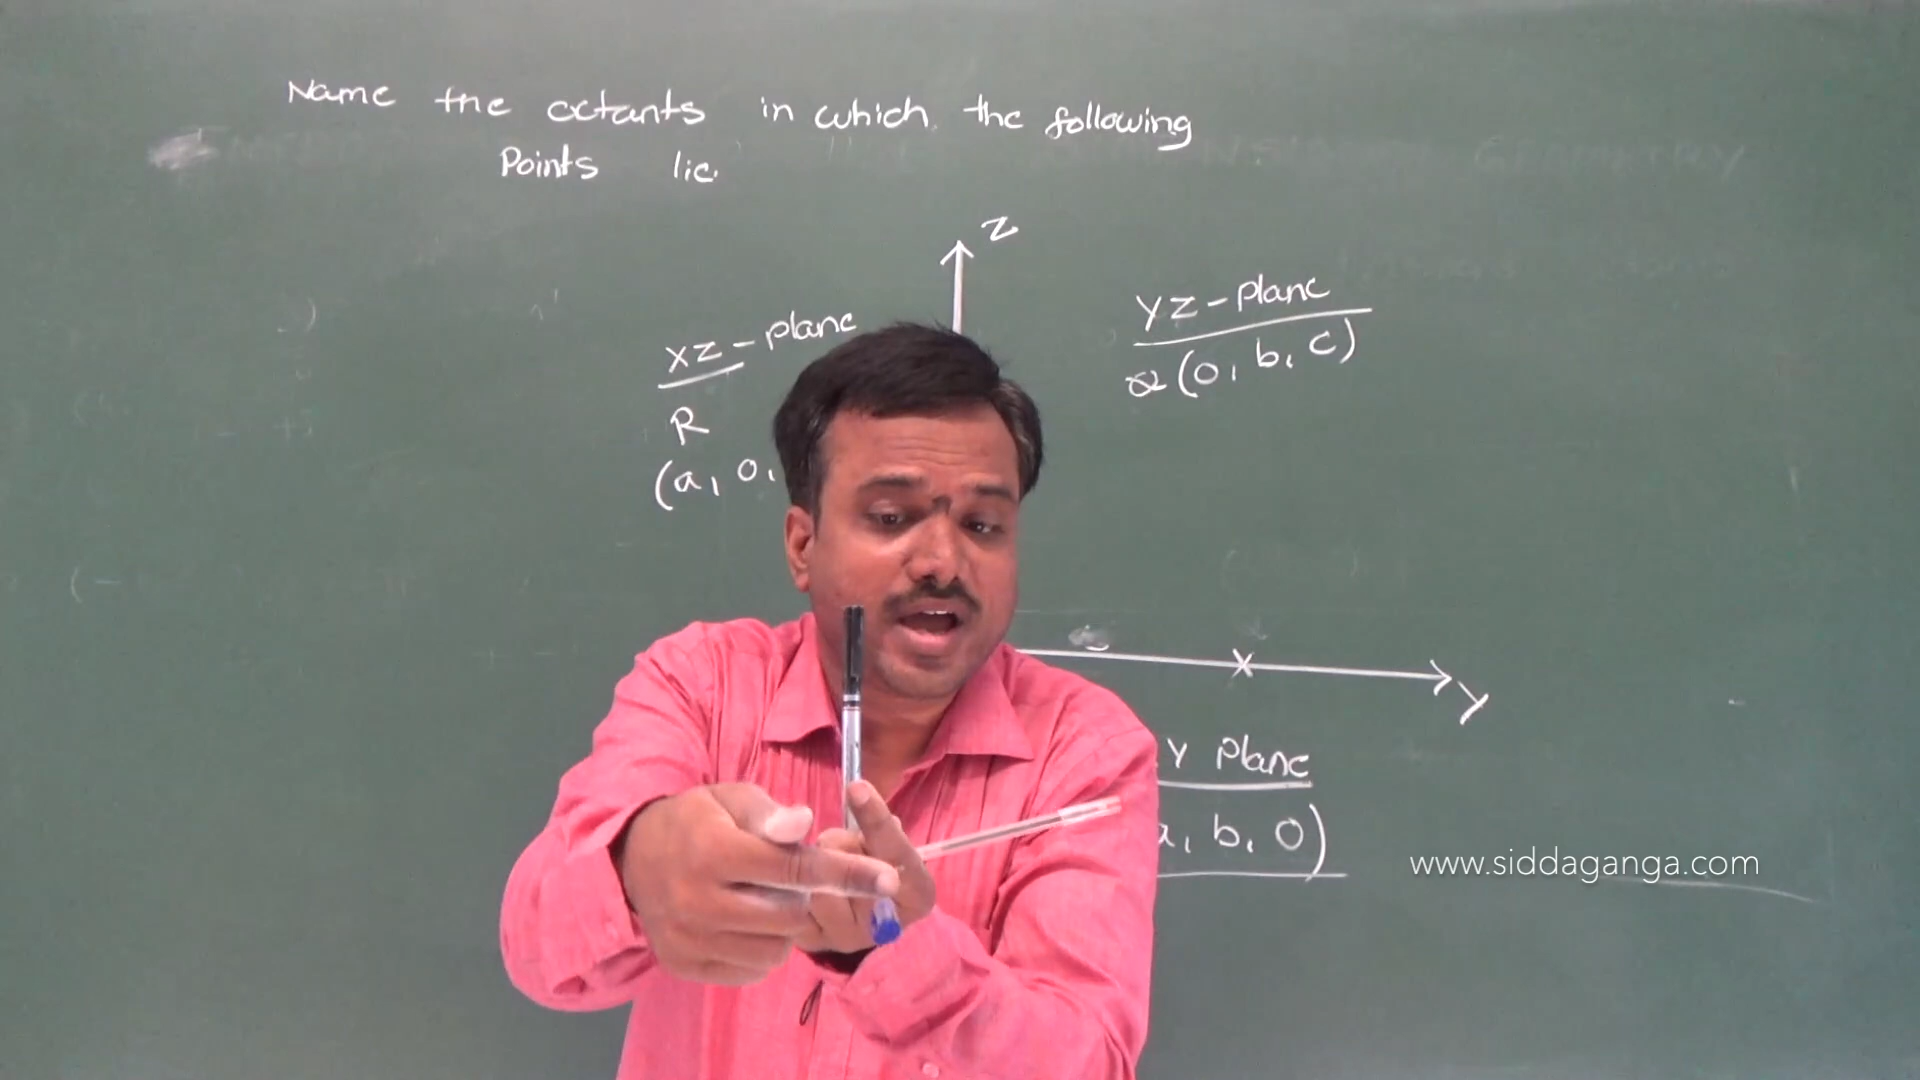 Name the octants in which the following
Points lie.
Z
XZ-plane
YZ-plane
R
Q(0, b, c)
(a, 0,
X
Y
Y Plane
a, b, 0)
www.siddaganga.com